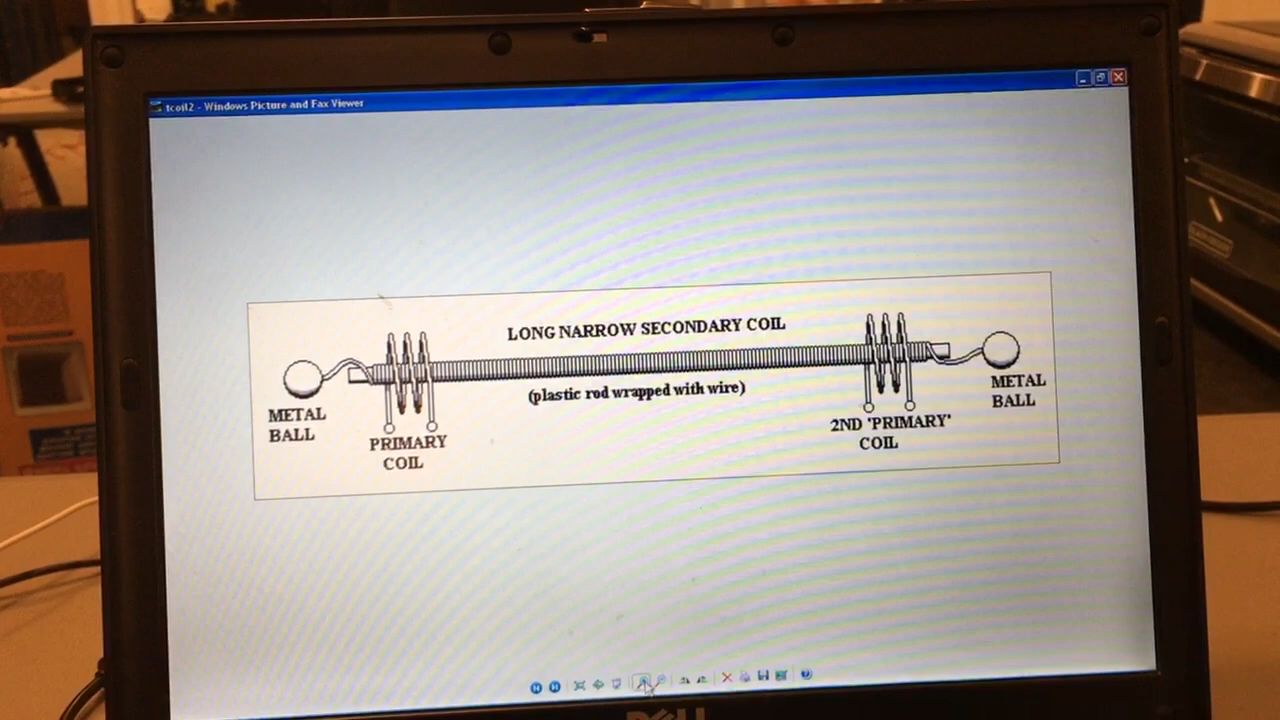 tcoil2 - Windows Picture and Fax Viewer
LONG NARROW SECONDARY COIL
(plastic rod wrapped with wire)
METAL
BALL
PRIMARY
COIL
2ND 'PRIMARY'
COIL
METAL
BALL
DELL